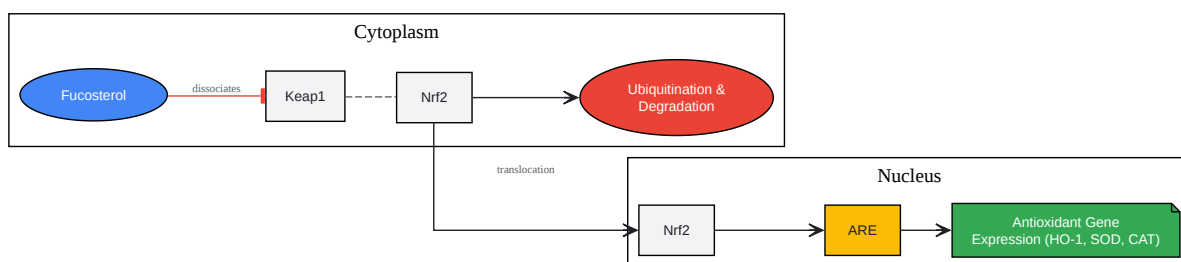 Cytoplasm
Fucosterol
dissociates
Keap1
Nrf2
Ubiquitination &
Degradation
translocation
Nucleus
Nrf2
ARE
Antioxidant Gene
Expression (HO-1, SOD, CAT)